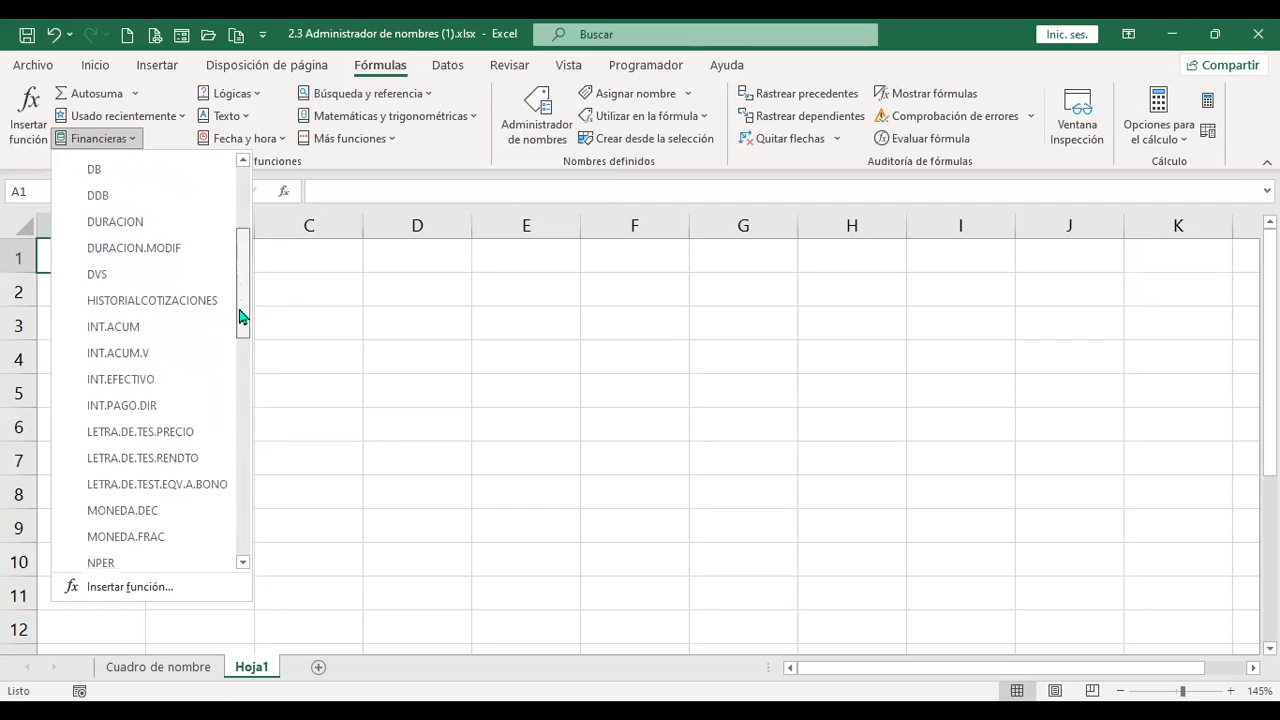 2.3 Administrador de nombres (1).xlsx - Excel
Buscar
Inic. ses.
Archivo
Inicio
Insertar
Disposición de página
Fórmulas
Datos
Revisar
Vista
Programador
Ayuda
Compartir
fx
Insertar
función
Autosuma
Usado recientemente
Financieras
Lógicas
Texto
Fecha y hora
Búsqueda y referencia
Matemáticas y trigonométricas
Más funciones
funciones
Administrador
de nombres
Asignar nombre
Utilizar en la fórmula
Crear desde la selección
Nombres definidos
Rastrear precedentes
Rastrear dependientes
Quitar flechas
Mostrar fórmulas
Comprobación de errores
Evaluar fórmula
Auditoría de fórmulas
Ventana
Inspección
Opciones para
el cálculo
Cálculo
A1
fx
DB
DDB
DURACION
DURACION.MODIF
DVS
HISTORIALCOTIZACIONES
INT.ACUM
INT.ACUM.V
INT.EFECTIVO
INT.PAGO.DIR
LETRA.DE.TES.PRECIO
LETRA.DE.TES.RENDTO
LETRA.DE.TEST.EQV.A.BONO
MONEDA.DEC
MONEDA.FRAC
NPER
fx Insertar función...
C D E F G H I J K
1
2
3
4
5
6
7
8
9
10
11
12
Cuadro de nombre
Hoja1
Listo
145%